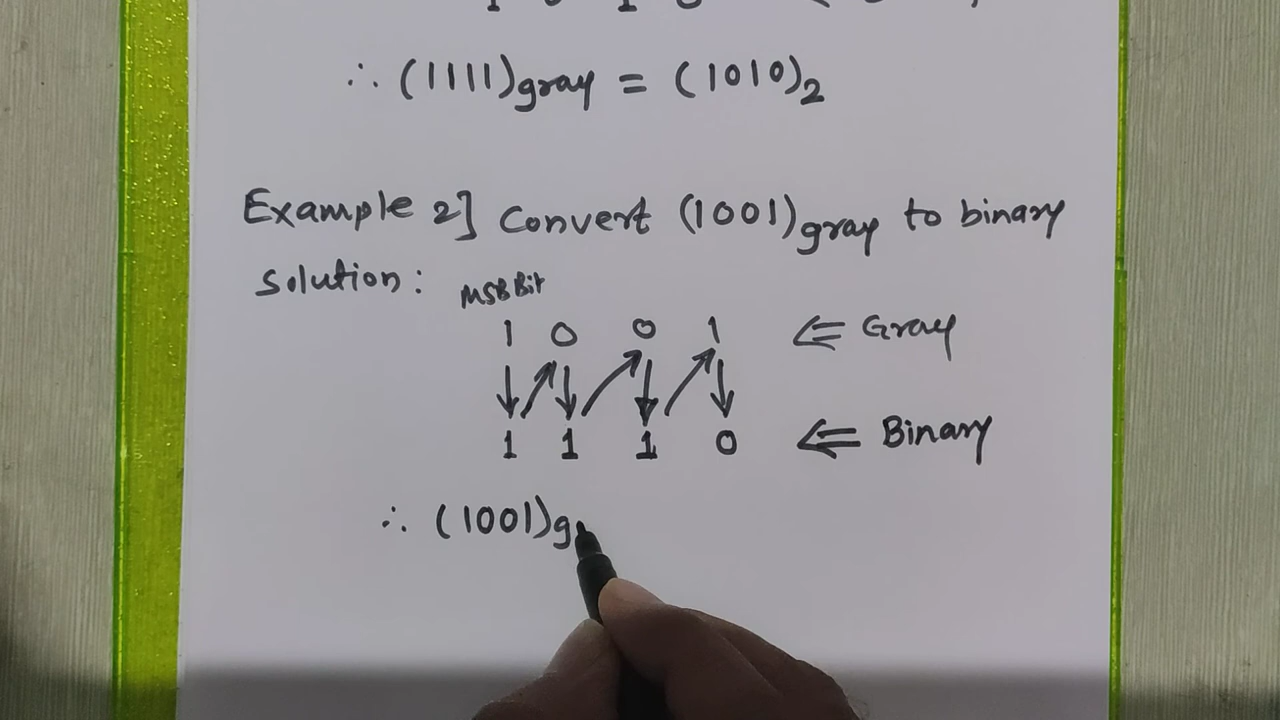 ∴ (1111)gray = (1010)2
Example 2] Convert (1001)gray to binary
Solution: MSB Bit
1 0 0 1 ⇐ Gray
1 1 1 0 ⇐ Binary
∴ (1001)g